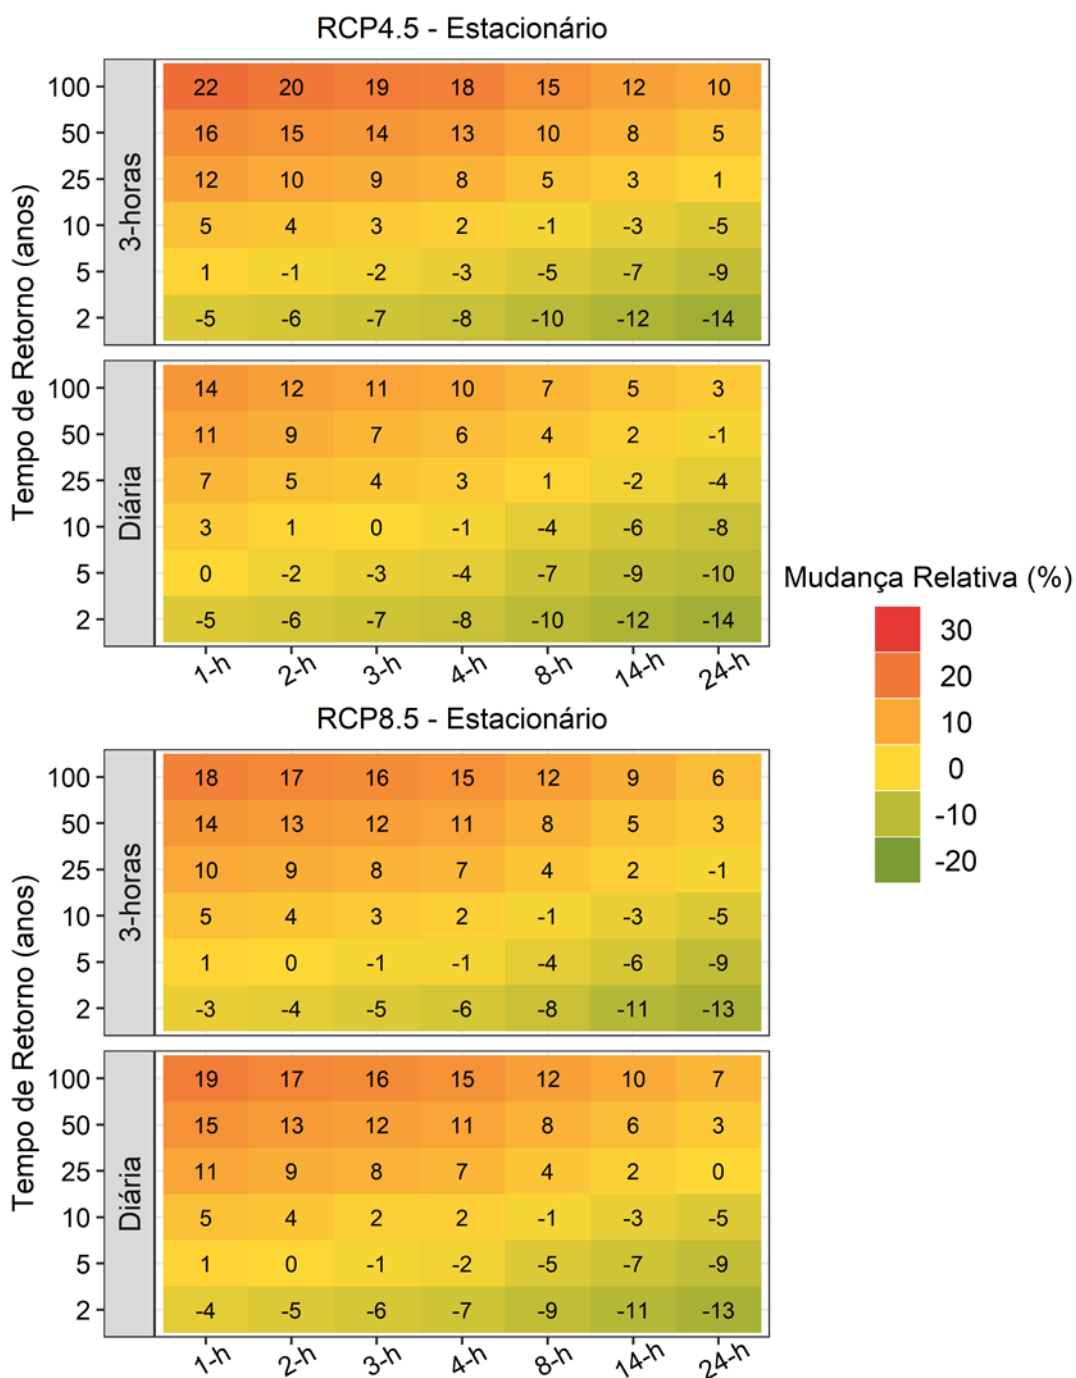 RCP4.5 - Estacionário
Tempo de Retorno (anos)
3-horas
100 22 20 19 18 15 12 10
50 16 15 14 13 10 8 5
25 12 10 9 8 5 3 1
10 5 4 3 2 -1 -3 -5
5 1 -1 -2 -3 -5 -7 -9
2 -5 -6 -7 -8 -10 -12 -14
Diária
100 14 12 11 10 7 5 3
50 11 9 7 6 4 2 -1
25 7 5 4 3 1 -2 -4
10 3 1 0 -1 -4 -6 -8
5 0 -2 -3 -4 -7 -9 -10
2 -5 -6 -7 -8 -10 -12 -14
1-h 2-h 3-h 4-h 8-h 14-h 24-h
Mudança Relativa (%)
30
20
10
0
-10
-20
RCP8.5 - Estacionário
Tempo de Retorno (anos)
3-horas
100 18 17 16 15 12 9 6
50 14 13 12 11 8 5 3
25 10 9 8 7 4 2 -1
10 5 4 3 2 -1 -3 -5
5 1 0 -1 -1 -4 -6 -9
2 -3 -4 -5 -6 -8 -11 -13
Diária
100 19 17 16 15 12 10 7
50 15 13 12 11 8 6 3
25 11 9 8 7 4 2 0
10 5 4 2 2 -1 -3 -5
5 1 0 -1 -2 -5 -7 -9
2 -4 -5 -6 -7 -9 -11 -13
1-h 2-h 3-h 4-h 8-h 14-h 24-h